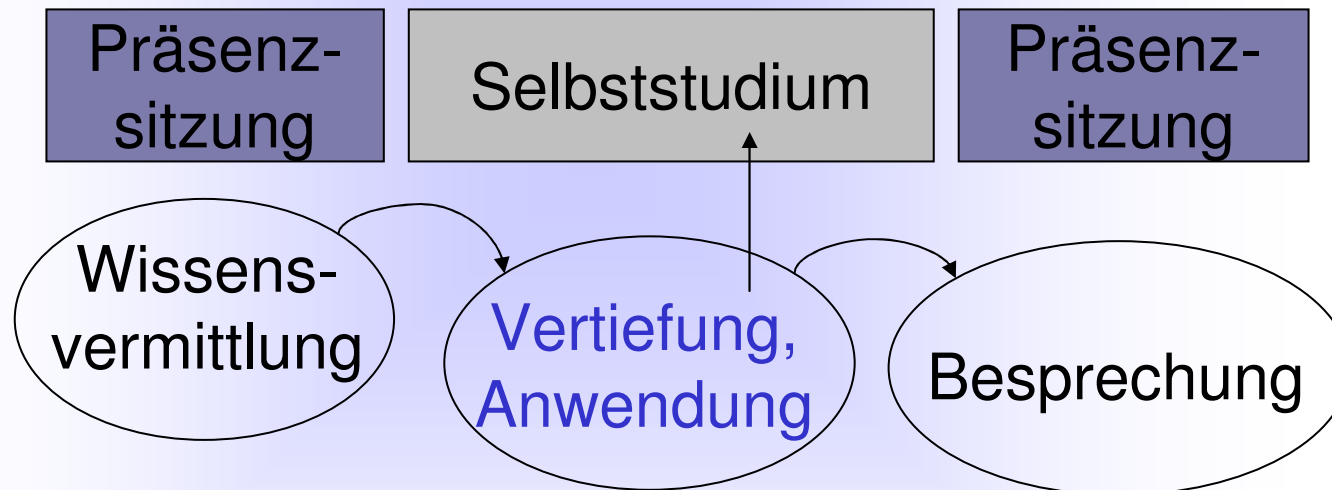 Präsenz-
sitzung
Selbststudium
Präsenz-
sitzung
Wissens-
vermittlung
Vertiefung,
Anwendung
Besprechung